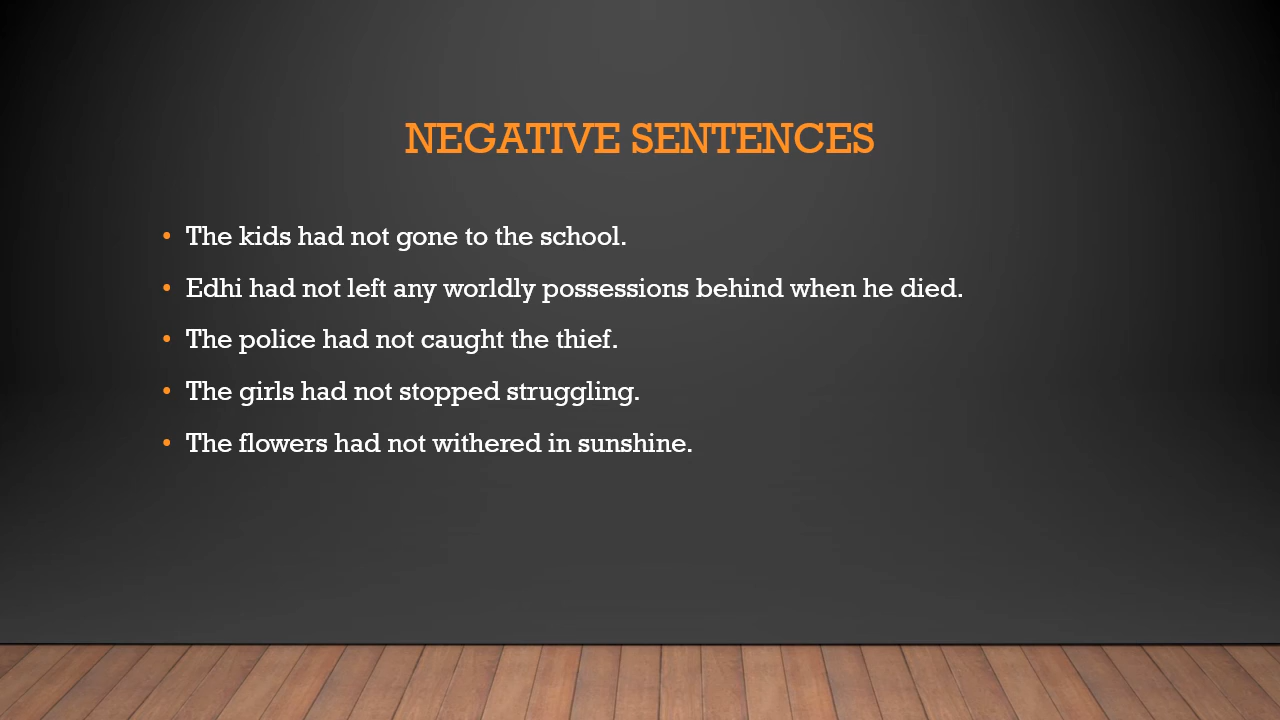 NEGATIVE SENTENCES
• The kids had not gone to the school.
• Edhi had not left any worldly possessions behind when he died.
• The police had not caught the thief.
• The girls had not stopped struggling.
• The flowers had not withered in sunshine.